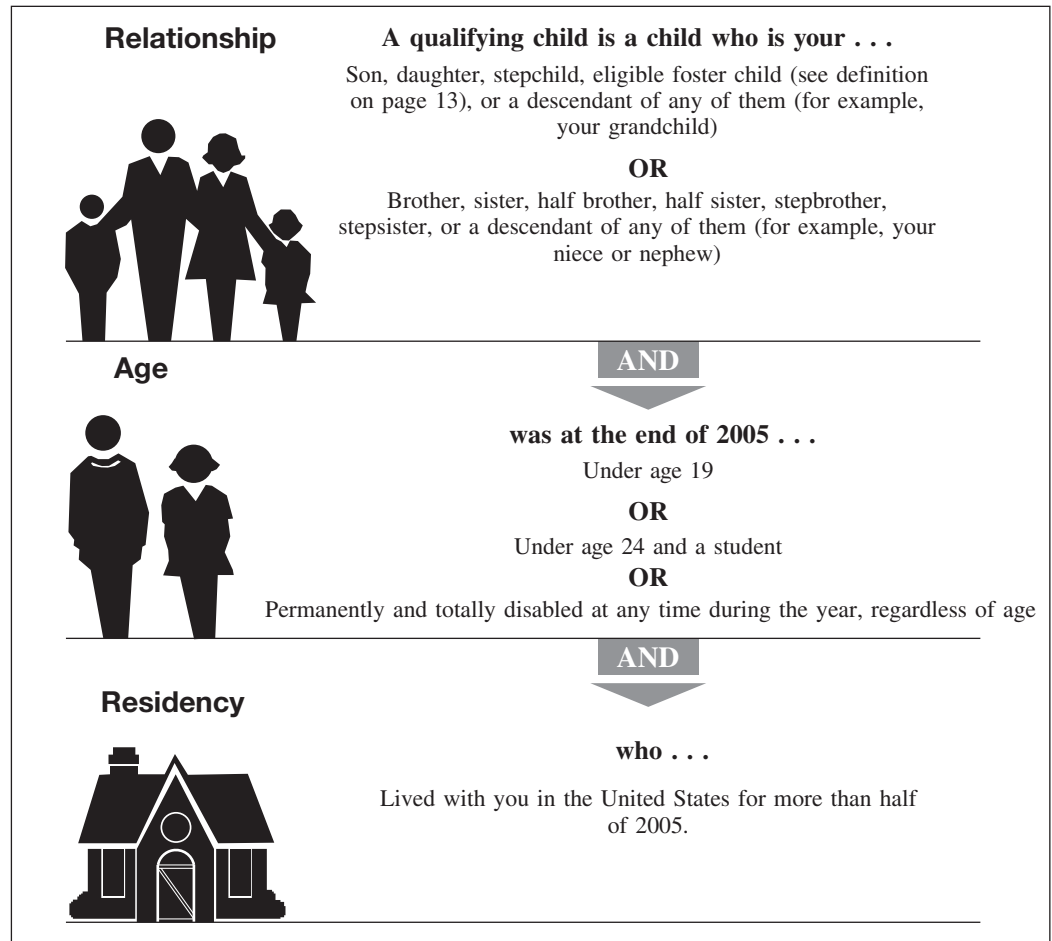 Relationship
A qualifying child is a child who is your . . .
Son, daughter, stepchild, eligible foster child (see definition
on page 13), or a descendant of any of them (for example,
your grandchild)
OR
Brother, sister, half brother, half sister, stepbrother,
stepsister, or a descendant of any of them (for example, your
niece or nephew)
AND
Age
was at the end of 2005 . . .
Under age 19
OR
Under age 24 and a student
OR
Permanently and totally disabled at any time during the year, regardless of age
AND
Residency
who . . .
Lived with you in the United States for more than half
of 2005.